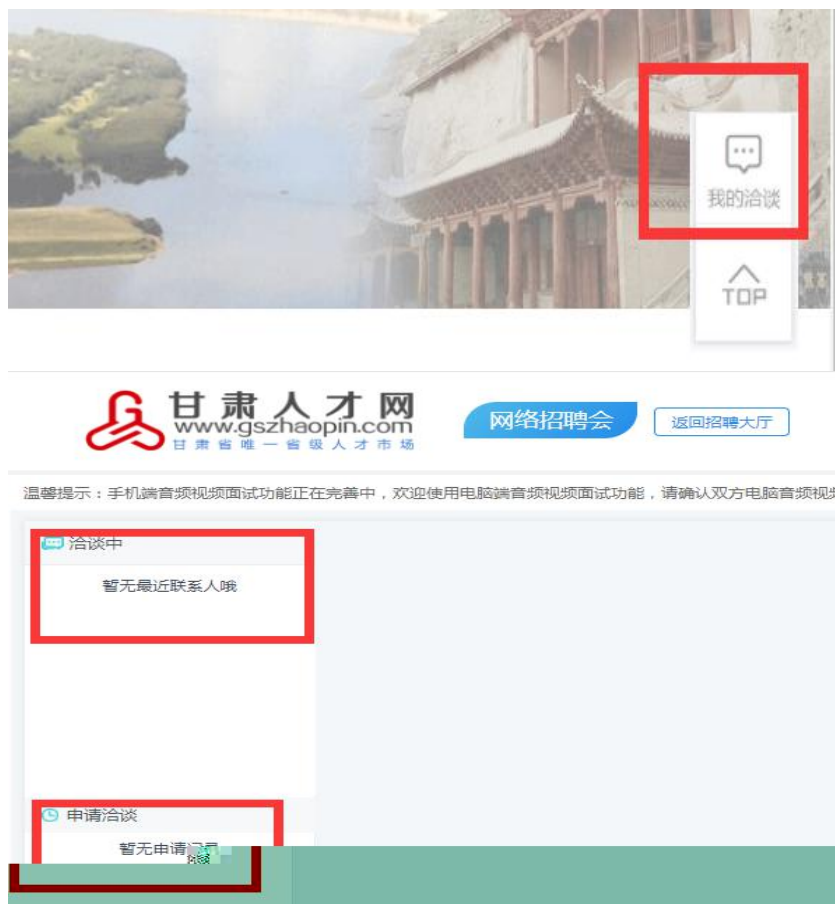 我的洽谈
TOP
甘肃人才网
www.gszhaopin.com
甘肃省唯一省级人才市场
网络招聘会
返回招聘大厅
温馨提示：手机端音频视频面试功能正在完善中，欢迎使用电脑端音频视频面试功能，请确认双方电脑音频视
洽谈中
暂无最近联系人哦
申请洽谈
暂无申请